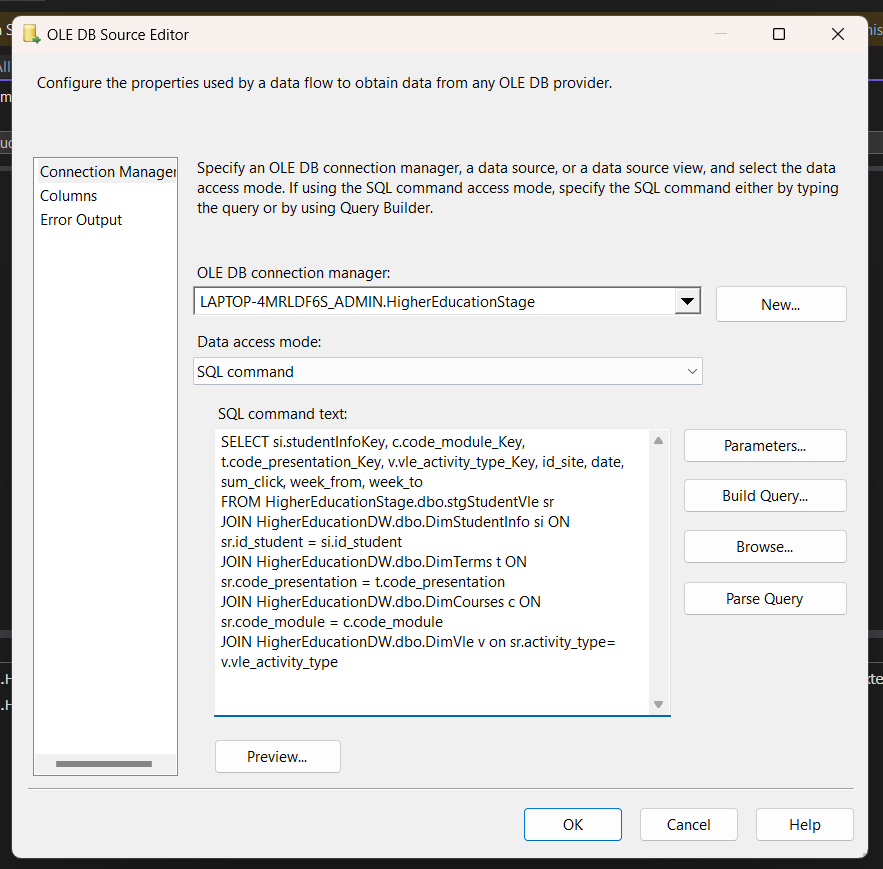 OLE DB Source Editor
Configure the properties used by a data flow to obtain data from any OLE DB provider.
Connection Manager
Columns
Error Output
Specify an OLE DB connection manager, a data source, or a data source view, and select the data
access mode. If using the SQL command access mode, specify the SQL command either by typing
the query or by using Query Builder.
OLE DB connection manager:
LAPTOP-4MRLDF6S_ADMIN.HigherEducationStage
New...
Data access mode:
SQL command
SQL command text:
SELECT si.studentInfoKey, c.code_module_Key,
t.code_presentation_Key, v.vle_activity_type_Key, id_site, date,
sum_click, week_from, week_to
FROM HigherEducationStage.dbo.stgStudentVle sr
JOIN HigherEducationDW.dbo.DimStudentInfo si ON
sr.id_student = si.id_student
JOIN HigherEducationDW.dbo.DimTerms t ON
sr.code_presentation = t.code_presentation
JOIN HigherEducationDW.dbo.DimCourses c ON
sr.code_module = c.code_module
JOIN HigherEducationDW.dbo.DimVle v on sr.activity_type=
v.vle_activity_type
Parameters...
Build Query...
Browse...
Parse Query
Preview...
OK
Cancel
Help